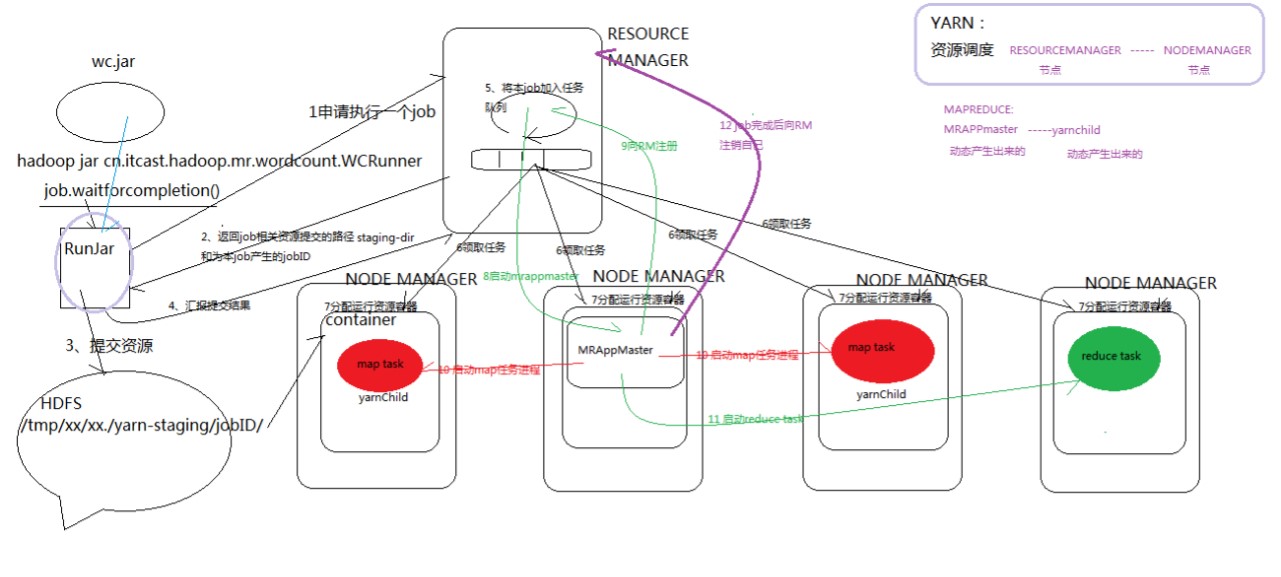 YARN：
资源调度 RESOURCEMANAGER ----- NODEMANAGER
节点 节点
MAPREDUCE:
MRAPPmaster -----yarnchild
动态产生出来的 动态产生出来的
RESOURCE
MANAGER
wc.jar
5、将本job加入任务
队列
1申请执行一个job
12 job完成后向RM
注销自己
9向RM注册
hadoop jar cn.itcast.hadoop.mr.wordcount.WCRunner
job.waitforcompletion()
RunJar
2、返回job相关资源提交的路径 staging-dir
和为本job产生的jobID
6领取任务
6领取任务
6领取任务
6领取任务
8启动mrappmaster
4、汇报提交结果
NODE MANAGER
NODE MANAGER
NODE MANAGER
NODE MANAGER
7分配运行资源容器
7分配运行资源容器
7分配运行资源容器
7分配运行资源容器
container
3、提交资源
map task
yarnChild
MRAppMaster
10 启动map任务进程
10 启动map任务进程
map task
yarnChild
reduce task
11 启动reduce task
HDFS
/tmp/xx/xx./yarn-staging/jobID/